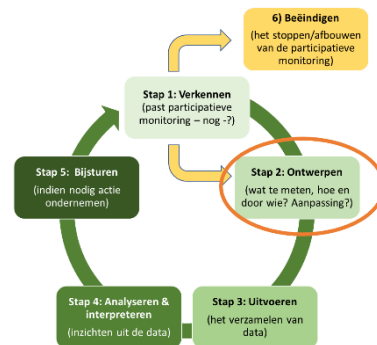 6) Beëindigen
(het stoppen/afbouwen
van de participatieve
monitoring)
Stap 1: Verkennen
(past participatieve
monitoring – nog -?)
Stap 2: Ontwerpen
(wat te meten, hoe en
door wie? Aanpassing?)
Stap 3: Uitvoeren
(het verzamelen van
data)
Stap 4: Analyseren &
interpreteren
(inzichten uit de data)
Stap 5: Bijsturen
(indien nodig actie
ondernemen)